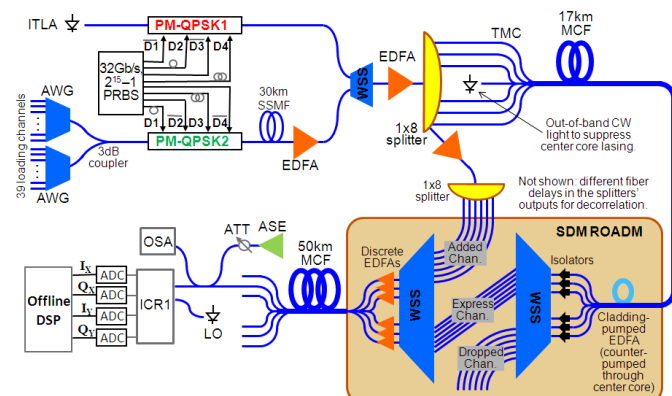 ITLA
PM-QPSK1
D1 D2 D3 D4
32Gb/s,
2¹⁵−1
PRBS
D1 D2 D3 D4
PM-QPSK2
AWG
39 loading channels
AWG
3dB
coupler
30km
SSMF
EDFA
WSS
EDFA
1x8
splitter
TMC
17km
MCF
Out-of-band CW
light to suppress
center core lasing.
1x8
splitter
Not shown: different fiber
delays in the splitters'
outputs for decorrelation.
SDM ROADM
Discrete
EDFAs
WSS
Added
Chan.
Express
Chan.
Dropped
Chan.
WSS
Isolators
Cladding-
pumped
EDFA
(counter-
pumped
through
center core)
50km
MCF
OSA
ATT
ASE
LO
ICR1
ADC
ADC
ADC
ADC
I_X
Q_X
I_Y
Q_Y
Offline
DSP